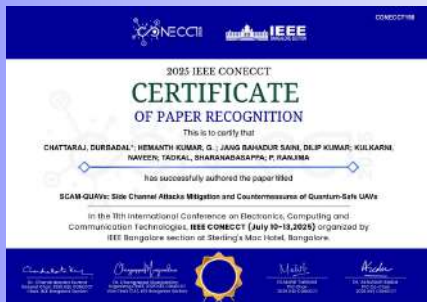 CONECCT198
CONECCT
IEEE
BANGALORE SECTION
2025 IEEE CONECCT
CERTIFICATE
OF PAPER RECOGNITION
This is to certify that
CHATTARAJ, DURBADAL*; HEMANTH KUMAR, G.; JANG BAHADUR SAINI, DILIP KUMAR; KULKARNI,
NAVEEN; TADKAL, SHARANABASAPPA; P, RANJIMA
has successfully authored the paper titled
SCAM-QUAVs: Side Channel Attacks Mitigation and Countermeasures of Quantum-Safe UAVs
In the 11th International Conference on Electronics, Computing and
Communication Technologies, IEEE CONECCT (July 10-13,2025) organized by
IEEE Bangalore section at Sterling's Mac Hotel, Bangalore.